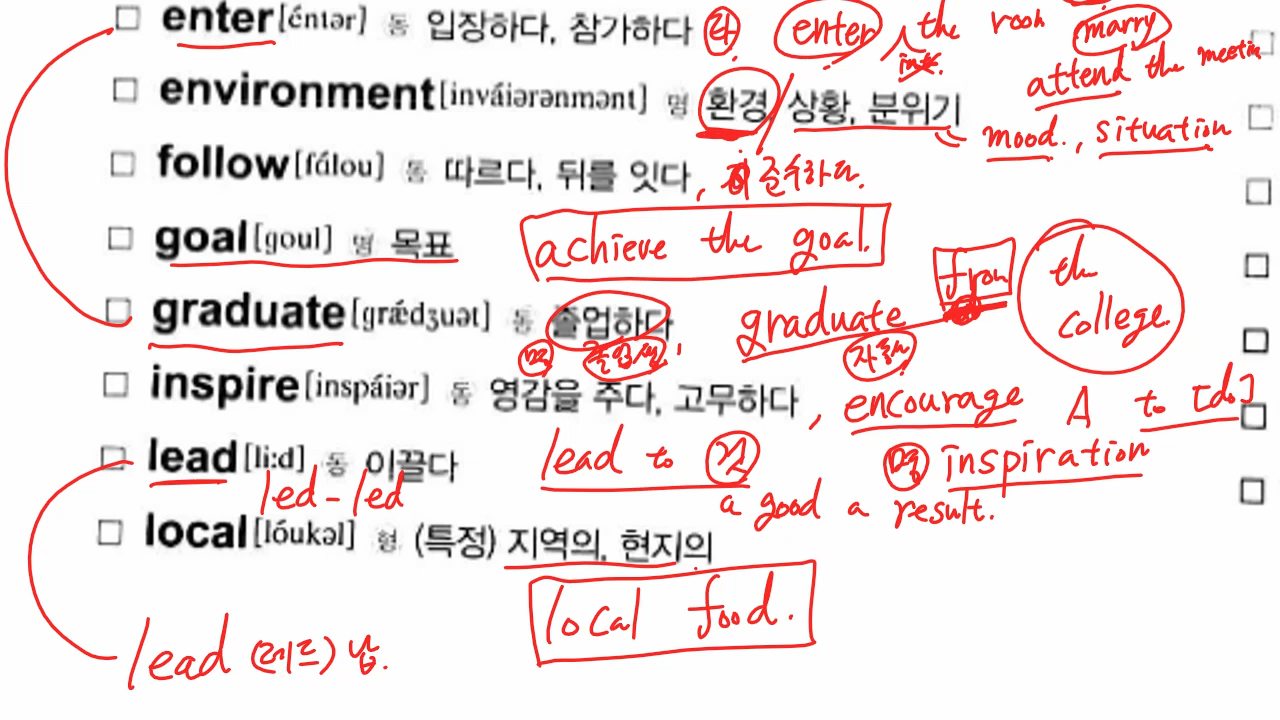 enter[éntər] 동 입장하다, 참가하다 타 enter the room marry
into
attend the meetin
environment[inváiərənmənt] 명 환경, 상황, 분위기
mood., situation
follow[fálou] 동 따르다, 뒤를 잇다, 준수하다.
goal[goul] 명 목표 achieve the goal.
graduate[grǽdʒuət] 동 졸업하다 graduate from the college.
명 졸업생, 자동사
inspire[inspáiər] 동 영감을 주다, 고무하다, encourage A to [do]
명 inspiration
lead[li:d] 동 이끌다 lead to
led - led a good a result.
local[lóukəl] 형 (특정) 지역의, 현지의
local food.
lead (레드) 납.